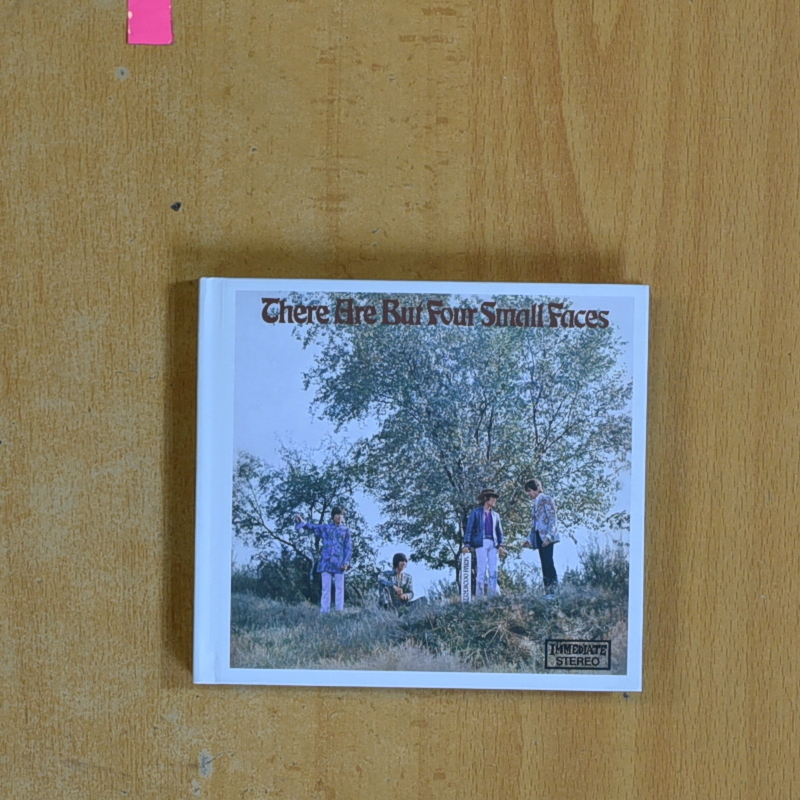 There Are But Four Small Faces
IMMEDIATE
STEREO